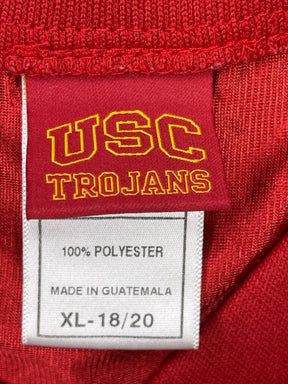 USC
TROJANS
100% POLYESTER
MADE IN GUATEMALA
XL-18/20